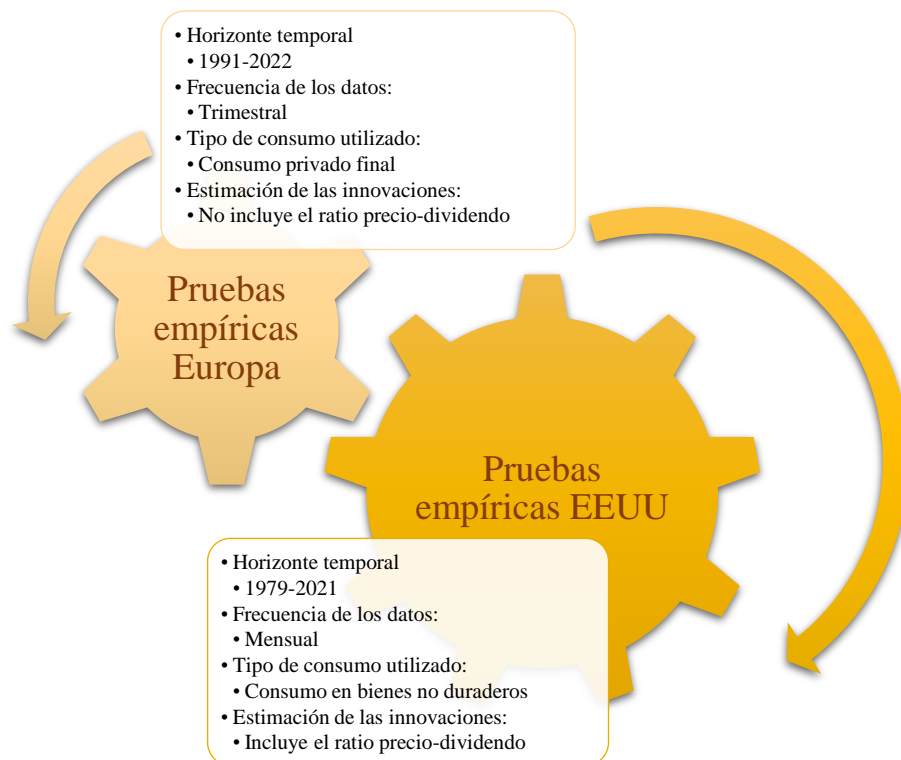 • Horizonte temporal
• 1991-2022
• Frecuencia de los datos:
• Trimestral
• Tipo de consumo utilizado:
• Consumo privado final
• Estimación de las innovaciones:
• No incluye el ratio precio-dividendo
Pruebas
empíricas
Europa
Pruebas
empíricas EEUU
• Horizonte temporal
• 1979-2021
• Frecuencia de los datos:
• Mensual
• Tipo de consumo utilizado:
• Consumo en bienes no duraderos
• Estimación de las innovaciones:
• Incluye el ratio precio-dividendo